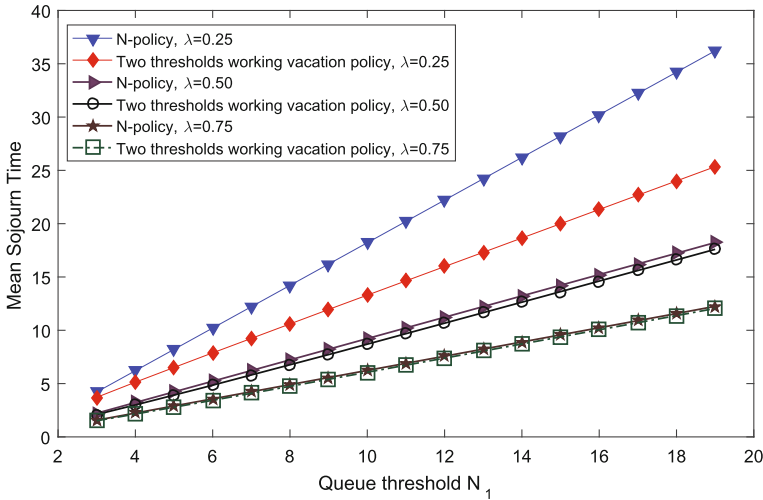 40
35
30
25
20
15
10
5
0
Mean Sojourn Time
N-policy, λ=0.25
Two thresholds working vacation policy, λ=0.25
N-policy, λ=0.50
Two thresholds working vacation policy, λ=0.50
N-policy, λ=0.75
Two thresholds working vacation policy, λ=0.75
2 4 6 8 10 12 14 16 18 20
Queue threshold N₁